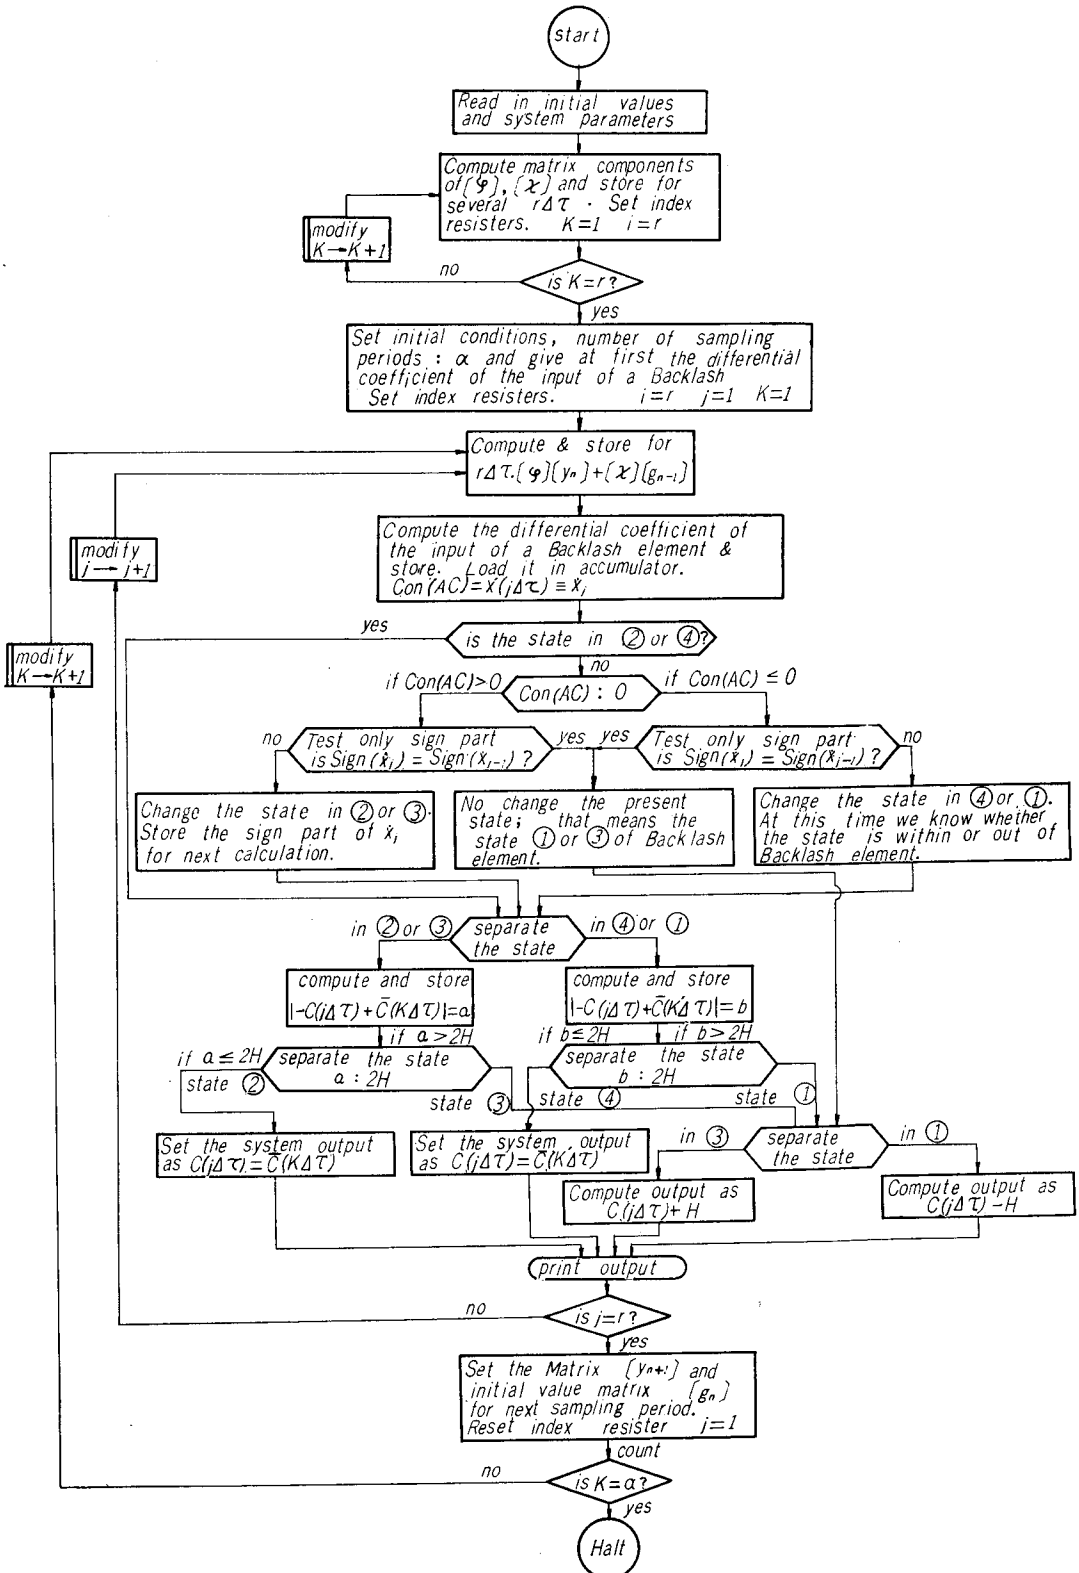 start
Read in initial values
and system parameters
Compute matrix components
of [φ], [χ] and store for
several rΔτ. Set index
resisters. K=1 i=r
modify
K→K+1
no
is K=r?
yes
Set initial conditions, number of sampling
periods : α and give at first the differential
coefficient of the input of a Backlash
Set index resisters. i=r j=1 K=1
Compute & store for
rΔτ.[φ][yₙ]+[χ][gₙ₋₁]
modify
j→j+1
Compute the differential coefficient of
the input of a Backlash element &
store. Load it in accumulator.
Con(AC)=ẋ(jΔτ)≡ẋⱼ
modify
K→K+1
yes
is the state in ② or ④?
no
if Con(AC)>0
Con(AC) : 0
if Con(AC) ≤ 0
no
Test only sign part
is Sign(ẋⱼ) = Sign(ẋⱼ₋₁) ?
yes
yes
Test only sign part
is Sign(ẋⱼ) = Sign(ẋⱼ₋₁) ?
no
Change the state in ② or ③.
Store the sign part of ẋⱼ
for next calculation.
No change the present
state; that means the
state ① or ③ of Backlash
element.
Change the state in ④ or ①.
At this time we know whether
the state is within or out of
Backlash element.
in ② or ③
separate
the state
in ④ or ①
compute and store
|-C(jΔτ)+C̄(KΔτ)|=a
compute and store
|-C(jΔτ)+C̄(KΔτ)|=b
if a>2H
if b≤2H
if b>2H
if a≤2H
separate the state
a : 2H
separate the state
b : 2H
state ②
state ③
state ④
state ①
Set the system output
as C(jΔτ)=C̄(KΔτ)
Set the system output
as C(jΔτ)=C̄(KΔτ)
in ③
separate
the state
in ①
Compute output as
C(jΔτ)+H
Compute output as
C(jΔτ)-H
print output
no
is j=r?
yes
Set the Matrix [yₙ₊₁] and
initial value matrix [gₙ]
for next sampling period.
Reset index resister j=1
count
no
is K=α?
yes
Halt